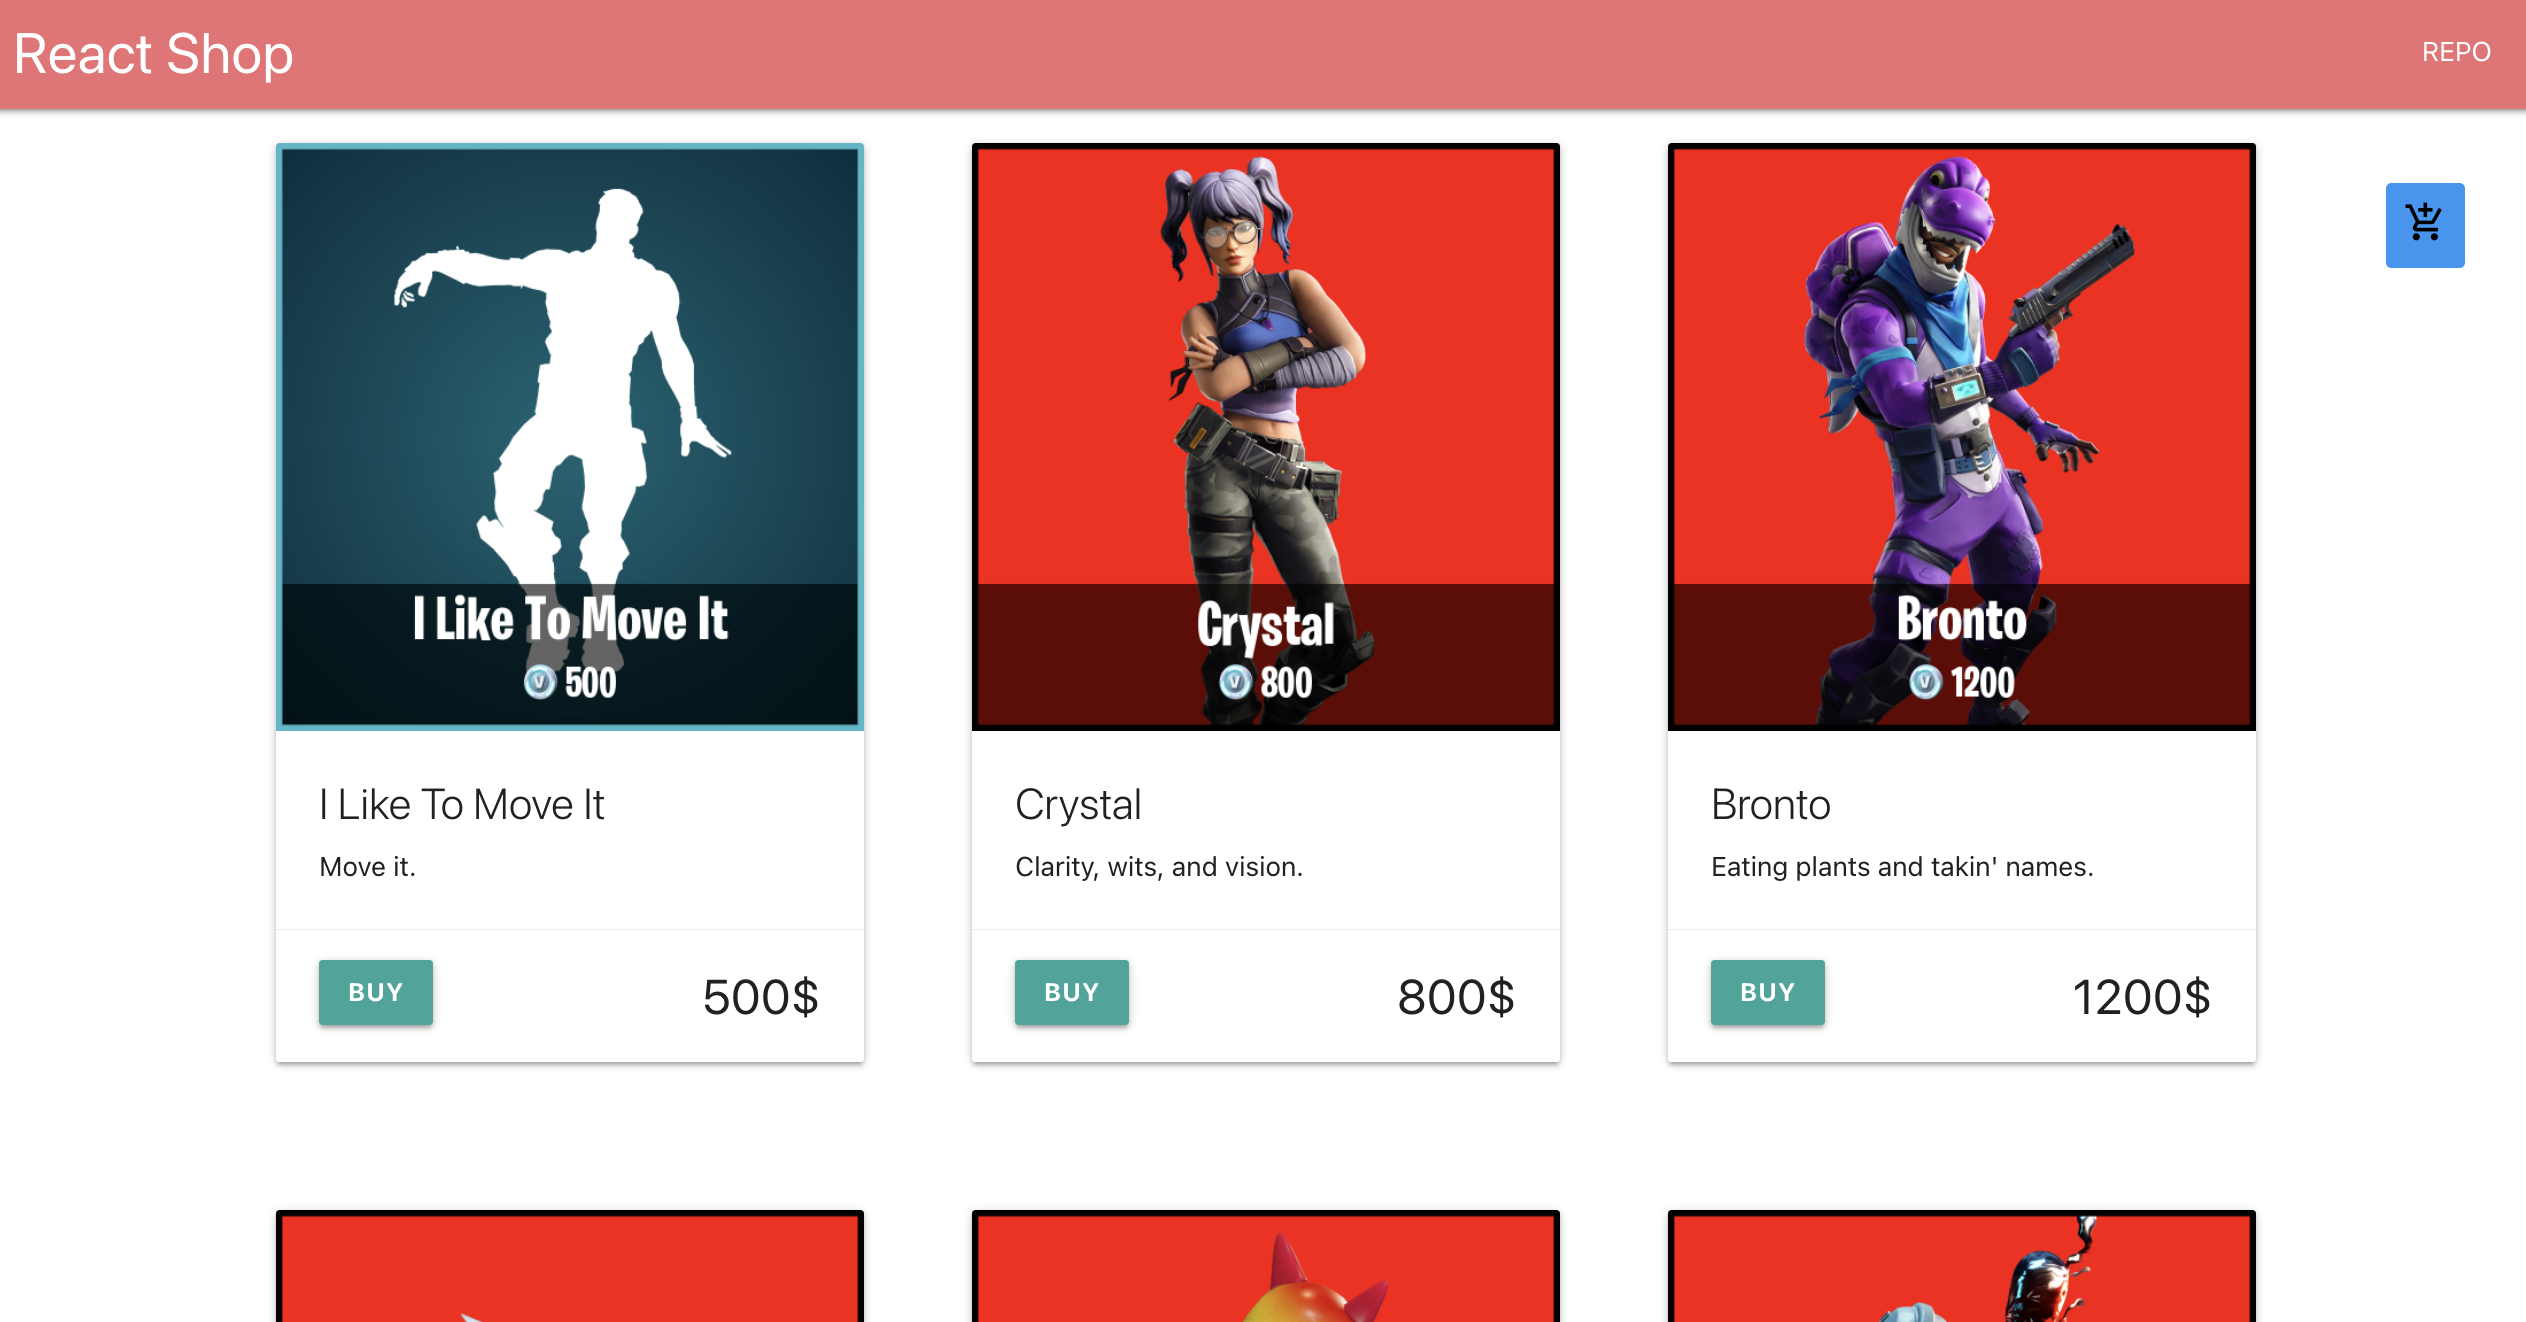 React Shop
REPO
I Like To Move It
V 500
Crystal
V 800
Bronto
V 1200
I Like To Move It
Move it.
BUY
500$
Crystal
Clarity, wits, and vision.
BUY
800$
Bronto
Eating plants and takin' names.
BUY
1200$